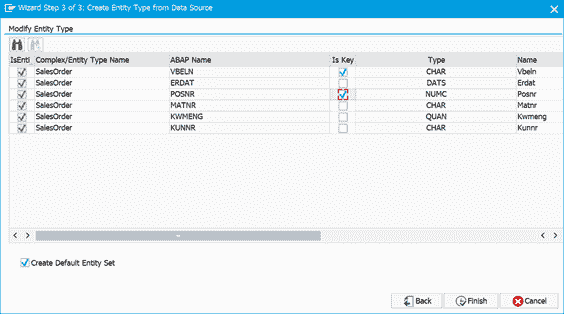 Wizard Step 3 of 3: Create Entity Type from Data Source
Modify Entity Type
IsEnti Complex/Entity Type Name ABAP Name Is Key Type Name
SalesOrder VBELN CHAR Vbeln
SalesOrder ERDAT DATS Erdat
SalesOrder POSNR NUMC Posnr
SalesOrder MATNR CHAR Matnr
SalesOrder KWMENG QUAN Kwmeng
SalesOrder KUNNR CHAR Kunnr
Create Default Entity Set
Back Finish Cancel